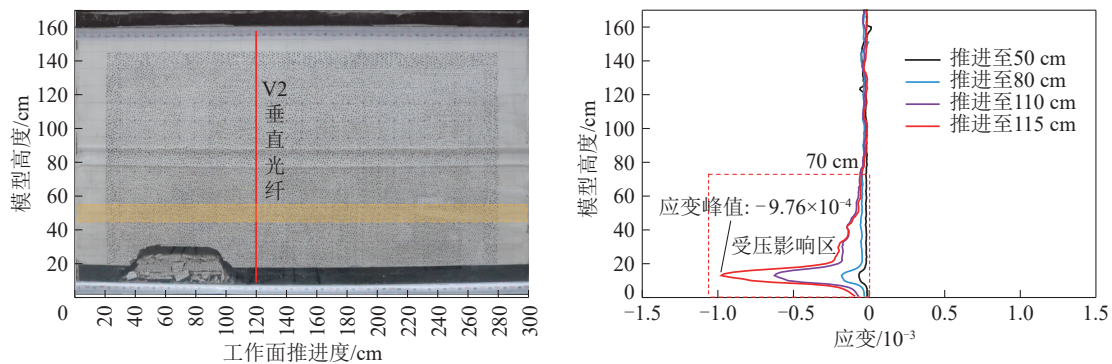 160
140
120
100
80
60
40
20
0
模型高度/cm
V2
垂
直
光
纤
20
40
60
80
100
120
140
160
180
200
220
240
260
280
300
工作面推进度/cm
160
140
120
100
80
60
40
20
0
模型高度/cm
推进至50 cm
推进至80 cm
推进至110 cm
推进至115 cm
70 cm
应变峰值: −9.76×10⁻⁴
受压影响区
−1.5
−1.0
−0.5
0
0.5
1.0
1.5
应变/10⁻³